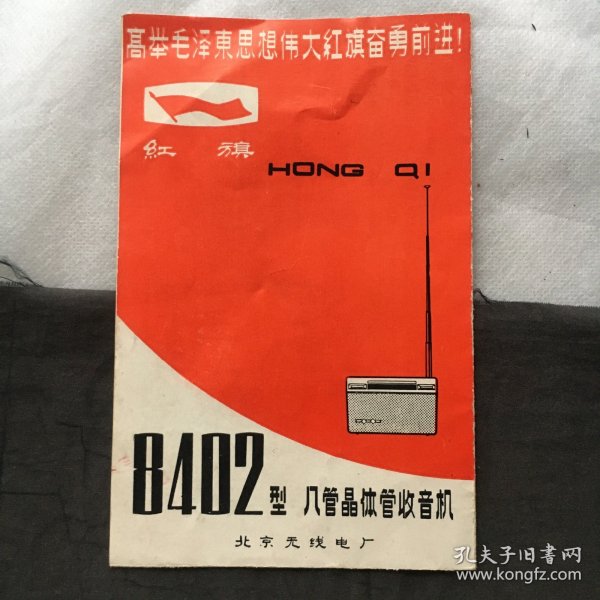 高举毛泽東思想伟大紅旗奋勇前进!
紅旗
HONG QI
8402型 八管晶体管收音机
北京无线电厂
孔夫子旧书网
www.kongfz.com